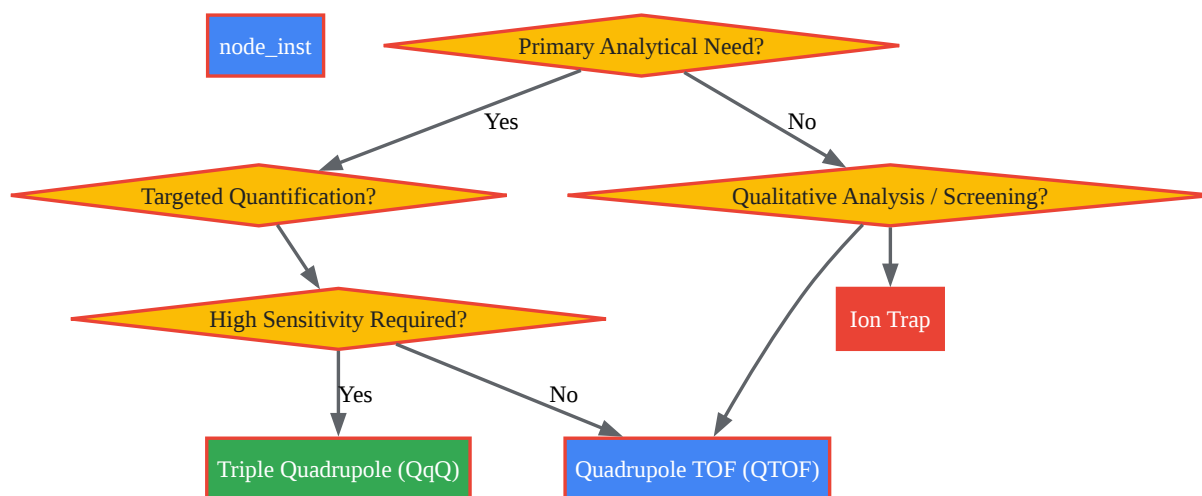 node_inst
Primary Analytical Need?
Yes
No
Targeted Quantification?
Qualitative Analysis / Screening?
High Sensitivity Required?
Ion Trap
Yes
No
Triple Quadrupole (QqQ)
Quadrupole TOF (QTOF)